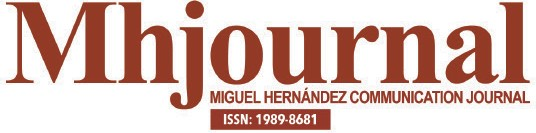 Mhjournal
MIGUEL HERNÁNDEZ COMMUNICATION JOURNAL
ISSN: 1989-8681